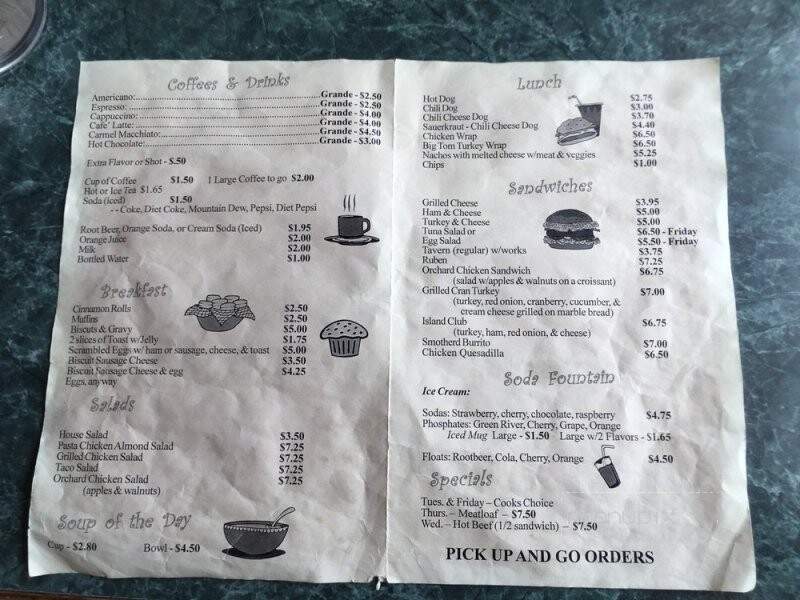 Coffees & Drinks
Americano: Grande - $2.50
Espresso: Grande - $2.50
Cappuccino: Grande - $4.00
Cafe' Latte: Grande - $4.00
Carmel Macchiato: Grande - $4.50
Hot Chocolate: Grande - $3.00
Extra Flavor or Shot - $.50
Cup of Coffee $1.50 1 Large Coffee to go $2.00
Hot or Ice Tea $1.65
Soda (iced) $1.50
- - Coke, Diet Coke, Mountain Dew, Pepsi, Diet Pepsi
Root Beer, Orange Soda, or Cream Soda (Iced) $1.95
Orange Juice $2.00
Milk $2.00
Bottled Water $1.00
Breakfast
Cinnamon Rolls $2.50
Muffins $2.50
Biscuts & Gravy $5.00
2 slices of Toast w/Jelly $1.75
Scrambled Eggs w/ ham or sausage, cheese, & toast $5.00
Biscuit Sausage Cheese $3.50
Biscuit Sausage Cheese & egg $4.25
Eggs, anyway
Salads
House Salad $3.50
Pasta Chicken Almond Salad $7.25
Grilled Chicken Salad $7.25
Taco Salad $7.25
Orchard Chicken Salad $7.25
(apples & walnuts)
Soup of the Day
Cup - $2.80 Bowl - $4.50
Lunch
Hot Dog $2.75
Chili Dog $3.00
Chili Cheese Dog $3.70
Sauerkraut - Chili Cheese Dog $4.40
Chicken Wrap $6.50
Big Tom Turkey Wrap $6.50
Nachos with melted cheese w/meat & veggies $5.25
Chips $1.00
Sandwiches
Grilled Cheese $3.95
Ham & Cheese $5.00
Turkey & Cheese $5.00
Tuna Salad or $6.50 - Friday
Egg Salad $5.50 - Friday
Tavern (regular) w/works $3.75
Ruben $7.25
Orchard Chicken Sandwich $6.75
(salad w/apples & walnuts on a croissant)
Grilled Cran Turkey $7.00
(turkey, red onion, cranberry, cucumber, &
cream cheese grilled on marble bread)
Island Club $6.75
(turkey, ham, red onion, & cheese)
Smotherd Burrito $7.00
Chicken Quesadilla $6.50
Soda Fountain
Ice Cream:
Sodas: Strawberry, cherry, chocolate, raspberry $4.75
Phosphates: Green River, Cherry, Grape, Orange
Iced Mug Large - $1.50 Large w/2 Flavors - $1.65
Floats: Rootbeer, Cola, Cherry, Orange $4.50
Specials
Tues. & Friday – Cooks Choice
Thurs. – Meatloaf – $7.50
Wed. – Hot Beef (1/2 sandwich) – $7.50
PICK UP AND GO ORDERS